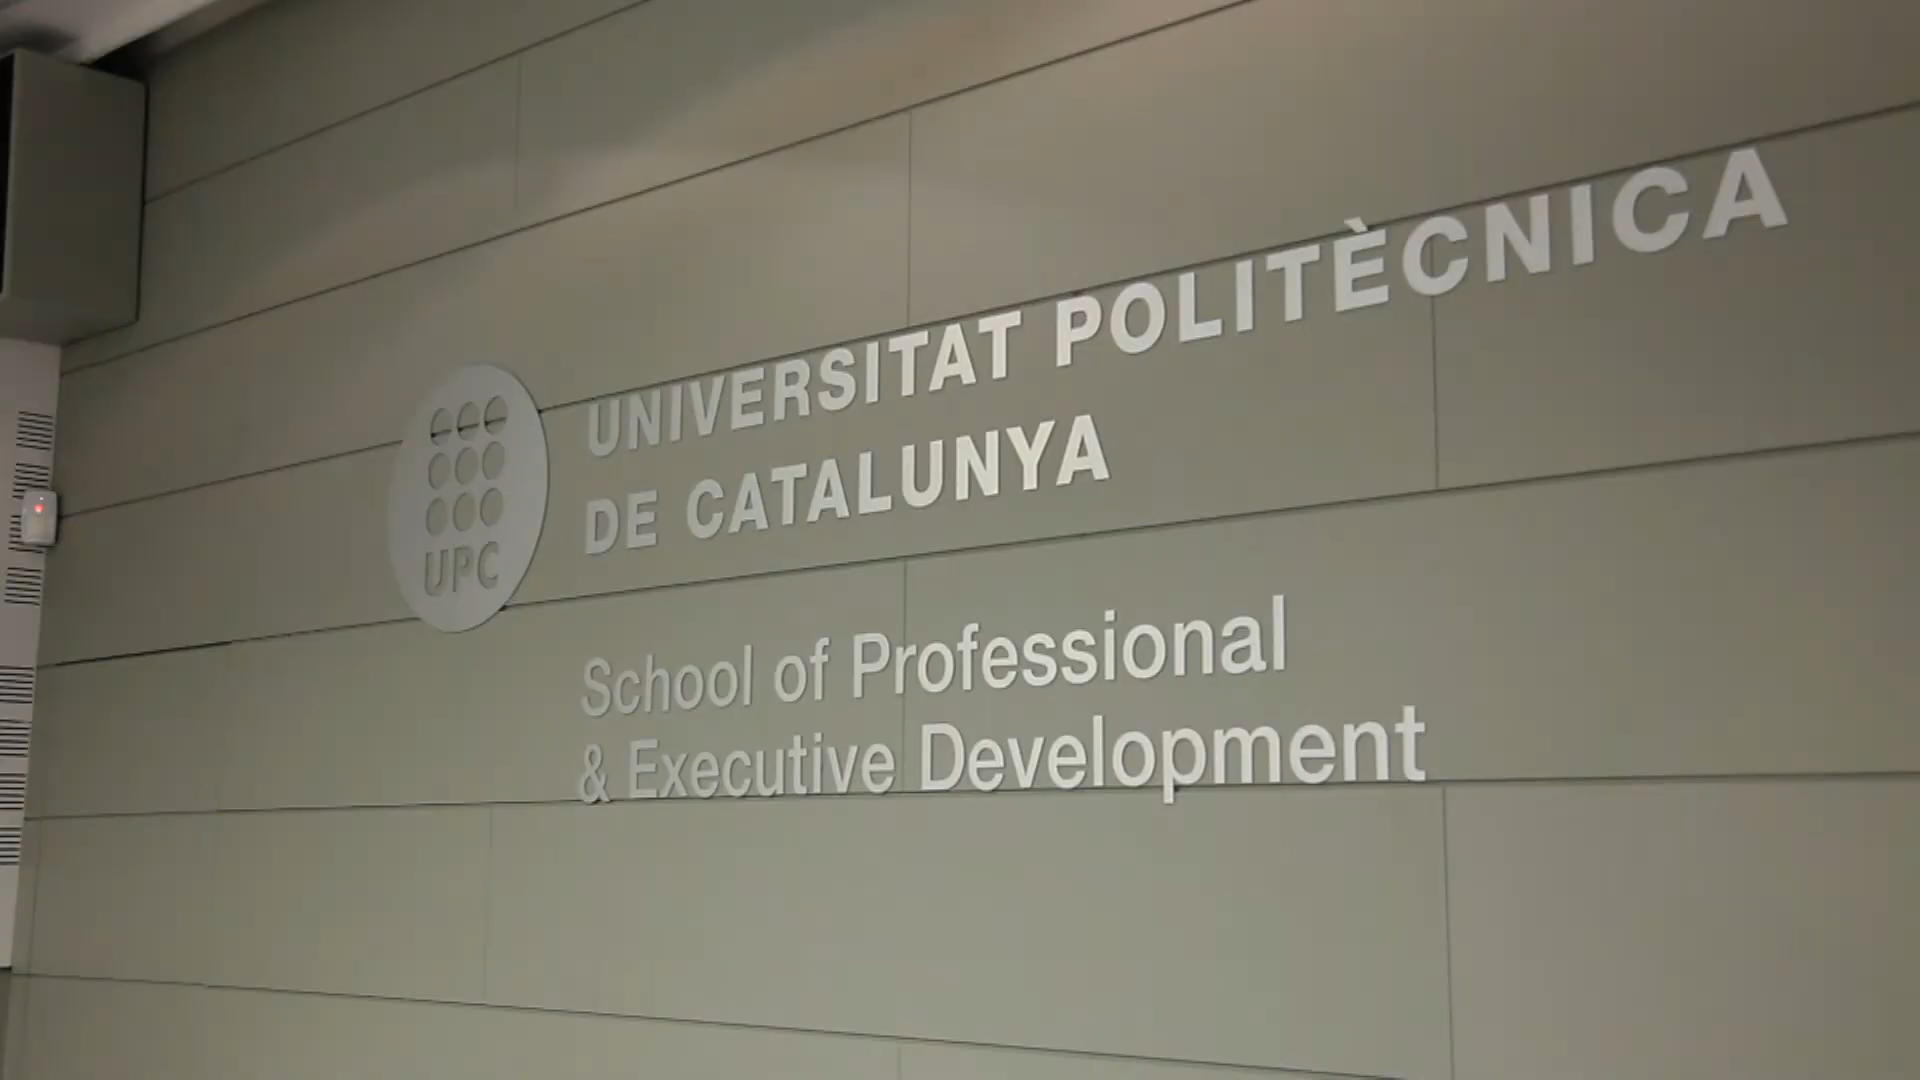 UPC
UNIVERSITAT POLITÈCNICA
DE CATALUNYA
School of Professional
& Executive Development